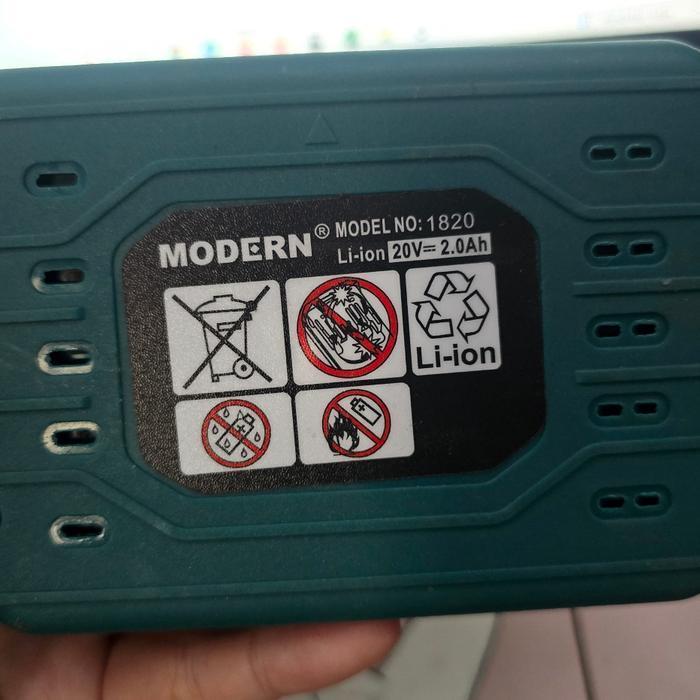 MODERN® MODEL NO: 1820
Li-ion 20V⎓ 2.0Ah
Li-ion